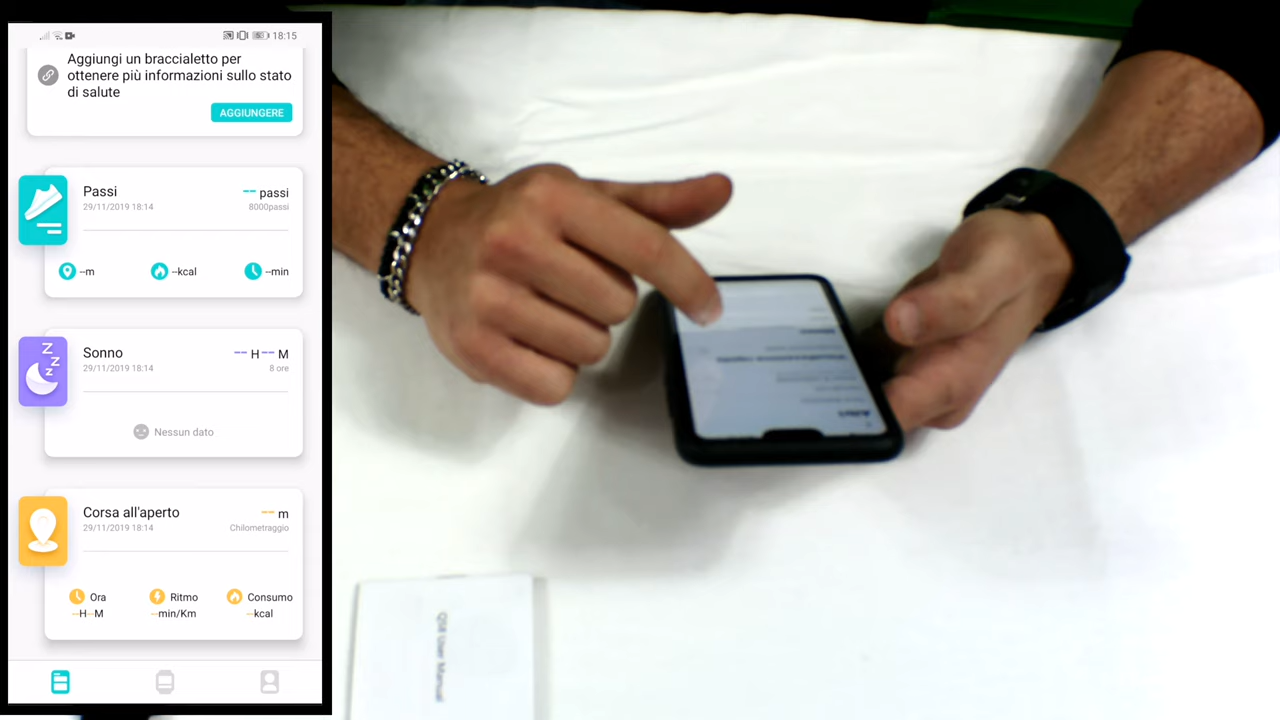 18:15
Aggiungi un braccialetto per
ottenere più informazioni sullo stato
di salute
AGGIUNGERE
Passi
-- passi
29/11/2019 18:14
8000passi
--m
--kcal
--min
Sonno
-- H -- M
29/11/2019 18:14
8 ore
Nessun dato
Corsa all'aperto
-- m
29/11/2019 18:14
Chilometraggio
Ora
Ritmo
Consumo
--H--M
--min/Km
--kcal
Q58 User Manual